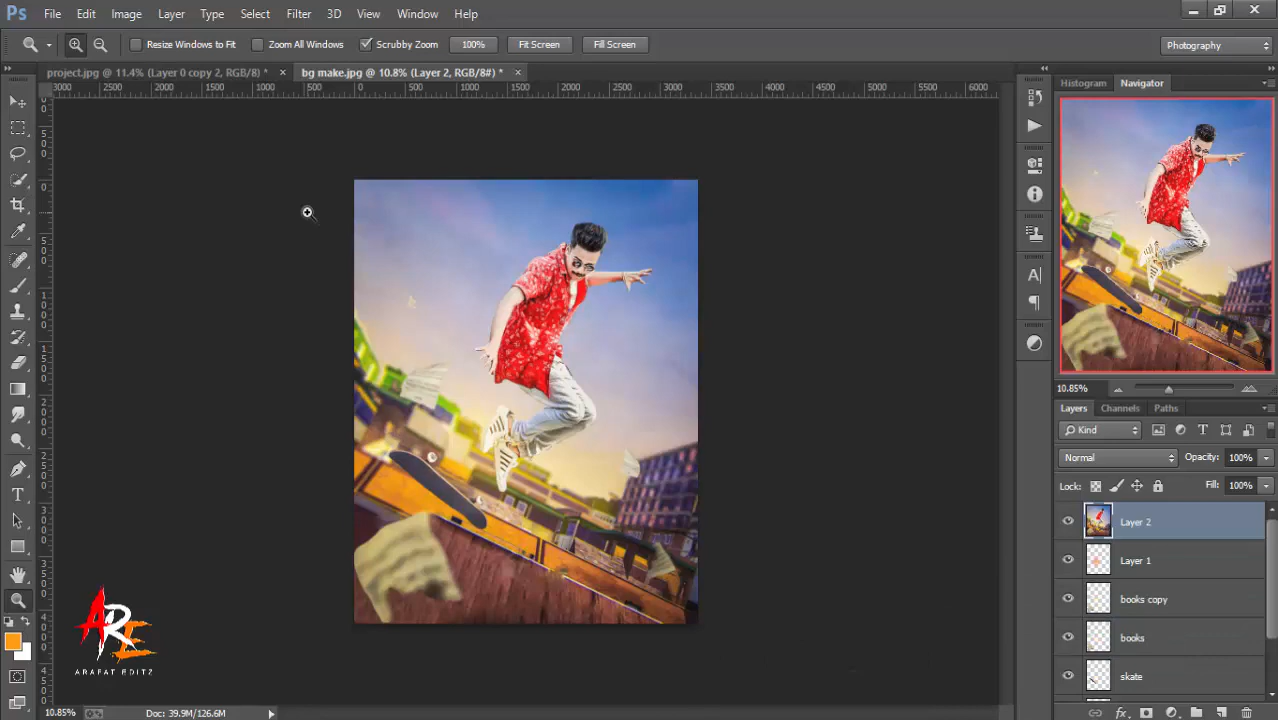 Ps File Edit Image Layer Type Select Filter 3D View Window Help
Resize Windows to Fit Zoom All Windows Scrubby Zoom 100% Fit Screen Fill Screen Photography
project.jpg @ 11.4% (Layer 0 copy 2, RGB/8) * × bg make.jpg @ 10.8% (Layer 2, RGB/8#) * ×
3000 2500 2000 1500 1000 500 0 500 1000 1500 2000 2500 3000 3500 4000 4500 5000 5500 6000
Histogram Navigator
10.85%
Layers Channels Paths
Kind
Normal Opacity: 100%
Lock: Fill: 100%
Layer 2
Layer 1
books copy
books
skate
ARE
ARAFAT EDITZ
10.85% Doc: 39.9M/126.6M